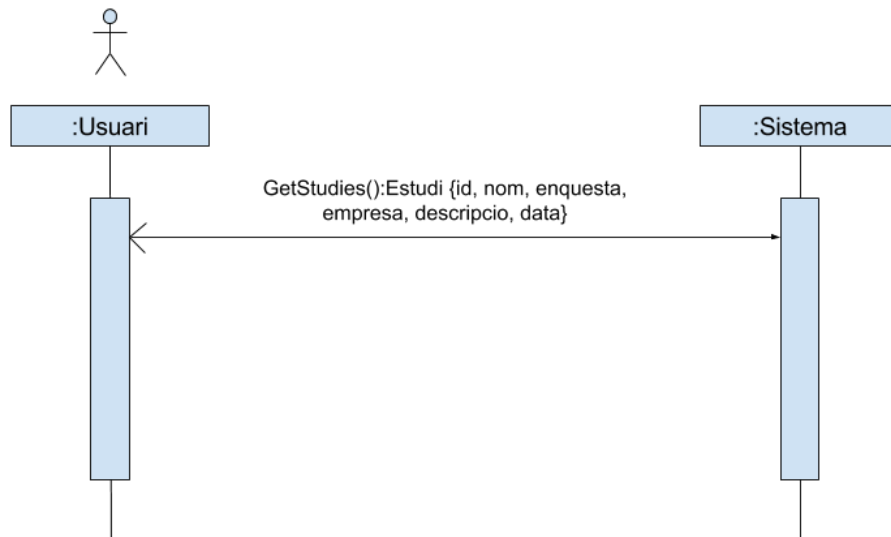 :Usuari
:Sistema
GetStudies():Estudi {id, nom, enquesta,
empresa, descripcio, data}